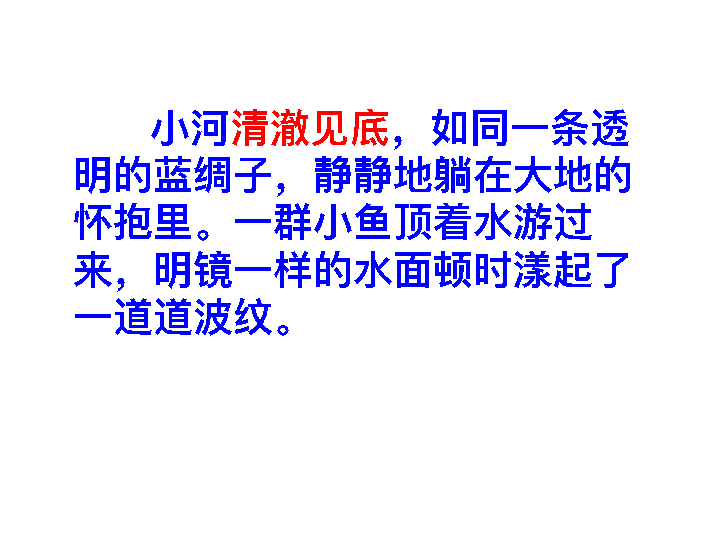 小河清澈见底，如同一条透
明的蓝绸子，静静地躺在大地的
怀抱里。一群小鱼顶着水游过
来，明镜一样的水面顿时漾起了
一道道波纹。